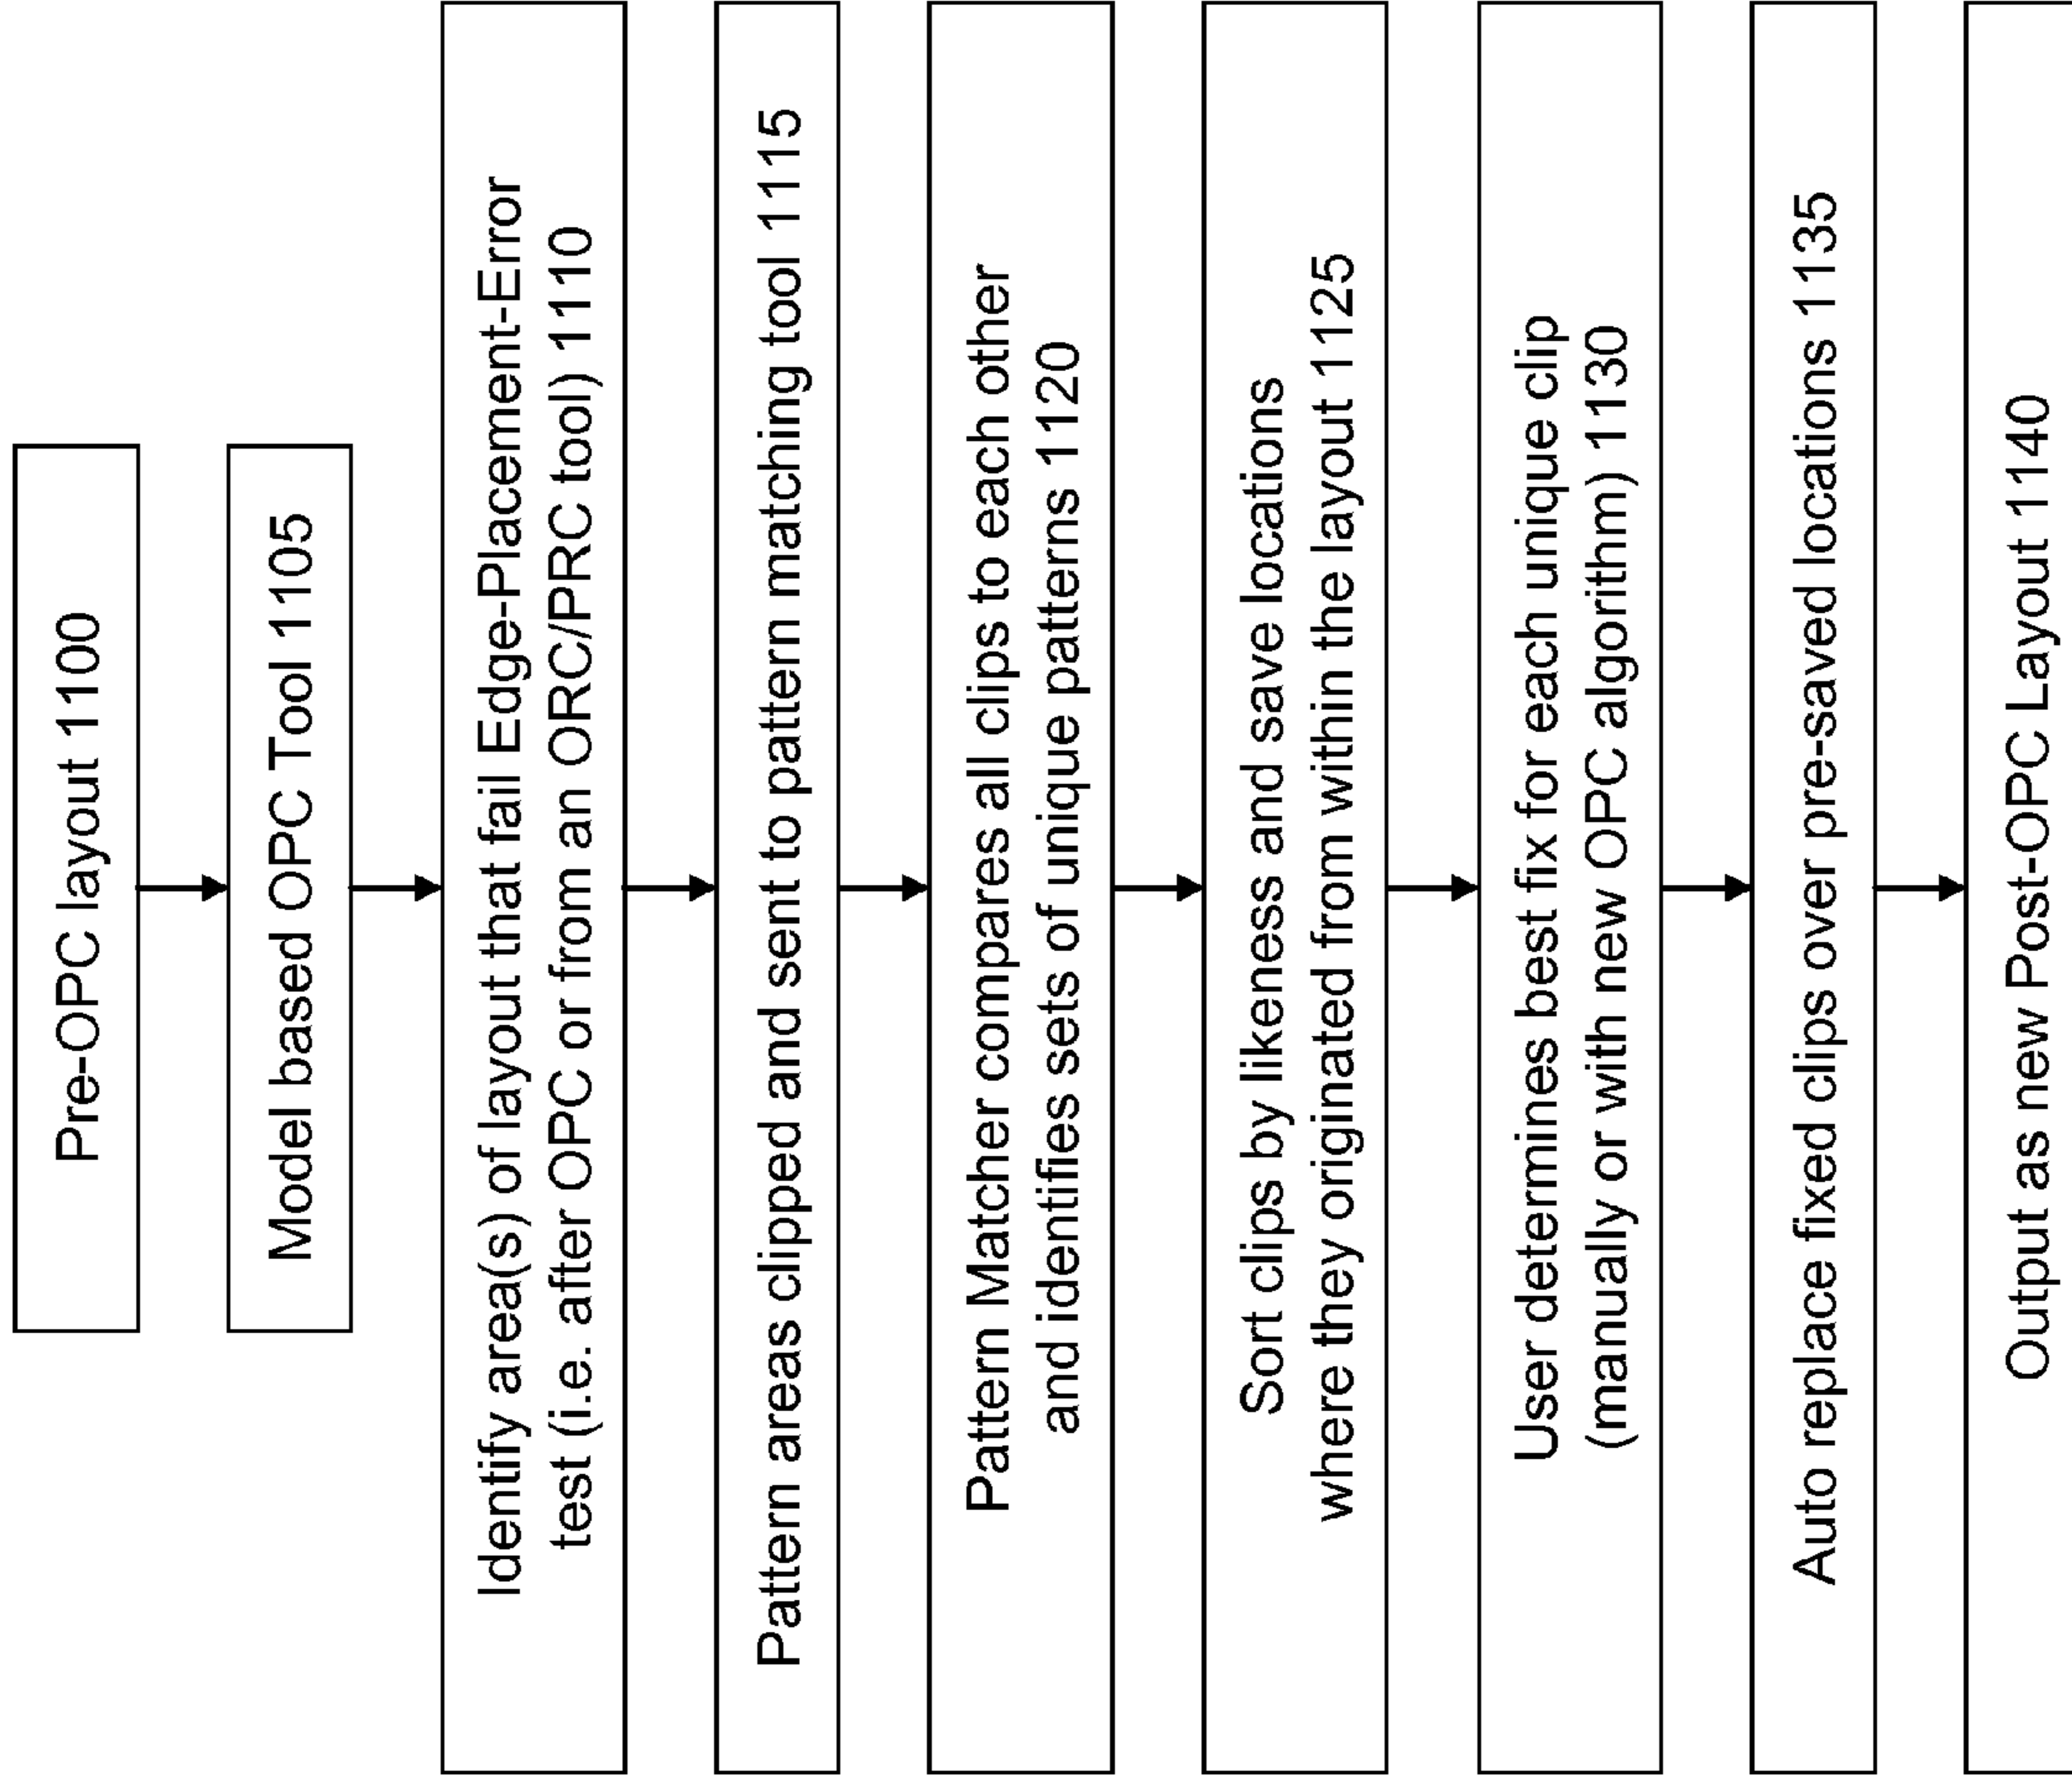 Pre-OPC layout 1100
Model based OPC Tool 1105
Identify area(s) of layout that fail Edge-Placement-Error
test (i.e. after OPC or from an ORC/PRC tool) 1110
Pattern areas clipped and sent to pattern matching tool 1115
Pattern Matcher compares all clips to each other
and identifies sets of unique patterns 1120
Sort clips by likeness and save locations
where they originated from within the layout 1125
User determines best fix for each unique clip
(manually or with new OPC algorithm) 1130
Auto replace fixed clips over pre-saved locations 1135
Output as new Post-OPC Layout 1140